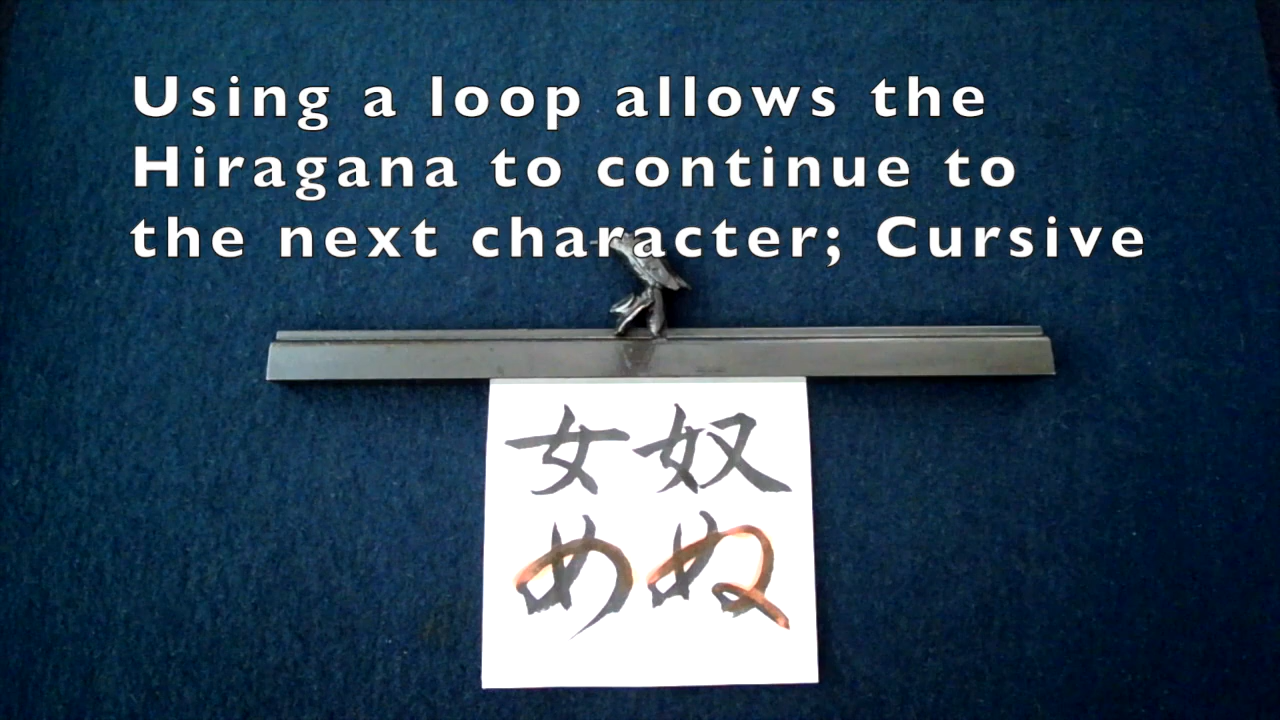 Using a loop allows the
Hiragana to continue to
the next character; Cursive
女奴
めぬ